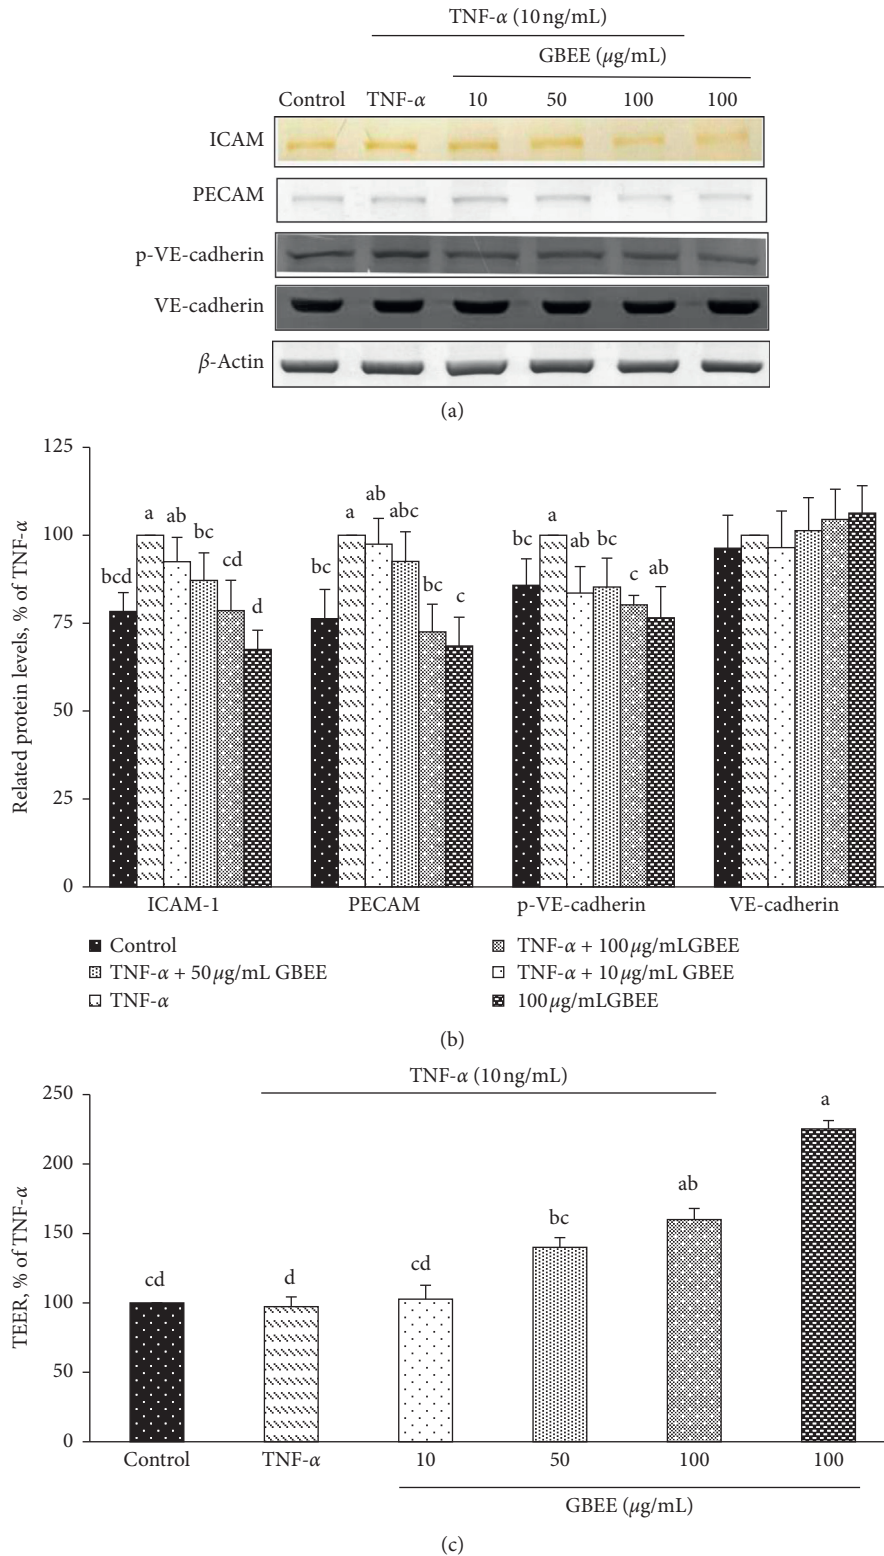 TNF-α (10 ng/mL)
GBEE (μg/mL)
Control TNF-α 10 50 100 100
ICAM
PECAM
p-VE-cadherin
VE-cadherin
β-Actin
(a)
Related protein levels, % of TNF-α
125
100
75
50
25
0
bcd a ab bc cd d
bc a ab abc bc c
bc a ab bc c ab
ICAM-1 PECAM p-VE-cadherin VE-cadherin
Control TNF-α + 100 μg/mLGBEE
TNF-α + 50 μg/mL GBEE TNF-α + 10 μg/mL GBEE
TNF-α 100 μg/mLGBEE
(b)
TNF-α (10 ng/mL)
TEER, % of TNF-α
250
200
150
100
50
0
cd d cd bc ab a
Control TNF-α 10 50 100 100
GBEE (μg/mL)
(c)